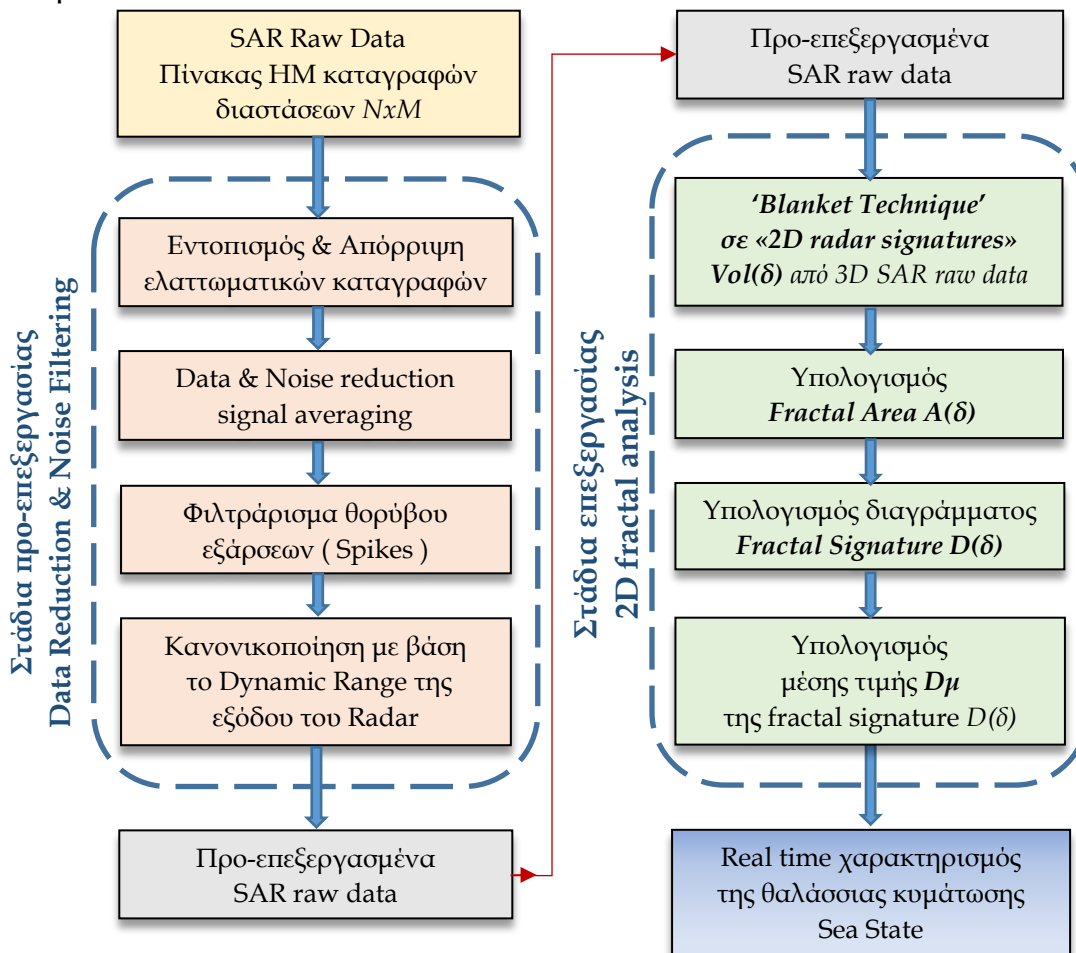 SAR Raw Data
Πίνακας ΗΜ καταγραφών
διαστάσεων NxM
Στάδια προ-επεξεργασίας
Data Reduction & Noise Filtering
Εντοπισμός & Απόρριψη
ελαττωματικών καταγραφών
Data & Noise reduction
signal averaging
Φιλτράρισμα θορύβου
εξάρσεων ( Spikes )
Κανονικοποίηση με βάση
το Dynamic Range της
εξόδου του Radar
Προ-επεξεργασμένα
SAR raw data
Προ-επεξεργασμένα
SAR raw data
Στάδια επεξεργασίας
2D fractal analysis
‘Blanket Technique’
σε «2D radar signatures»
Vol(δ) από 3D SAR raw data
Υπολογισμός
Fractal Area A(δ)
Υπολογισμός διαγράμματος
Fractal Signature D(δ)
Υπολογισμός
μέσης τιμής Dμ
της fractal signature D(δ)
Real time χαρακτηρισμός
της θαλάσσιας κυμάτωσης
Sea State